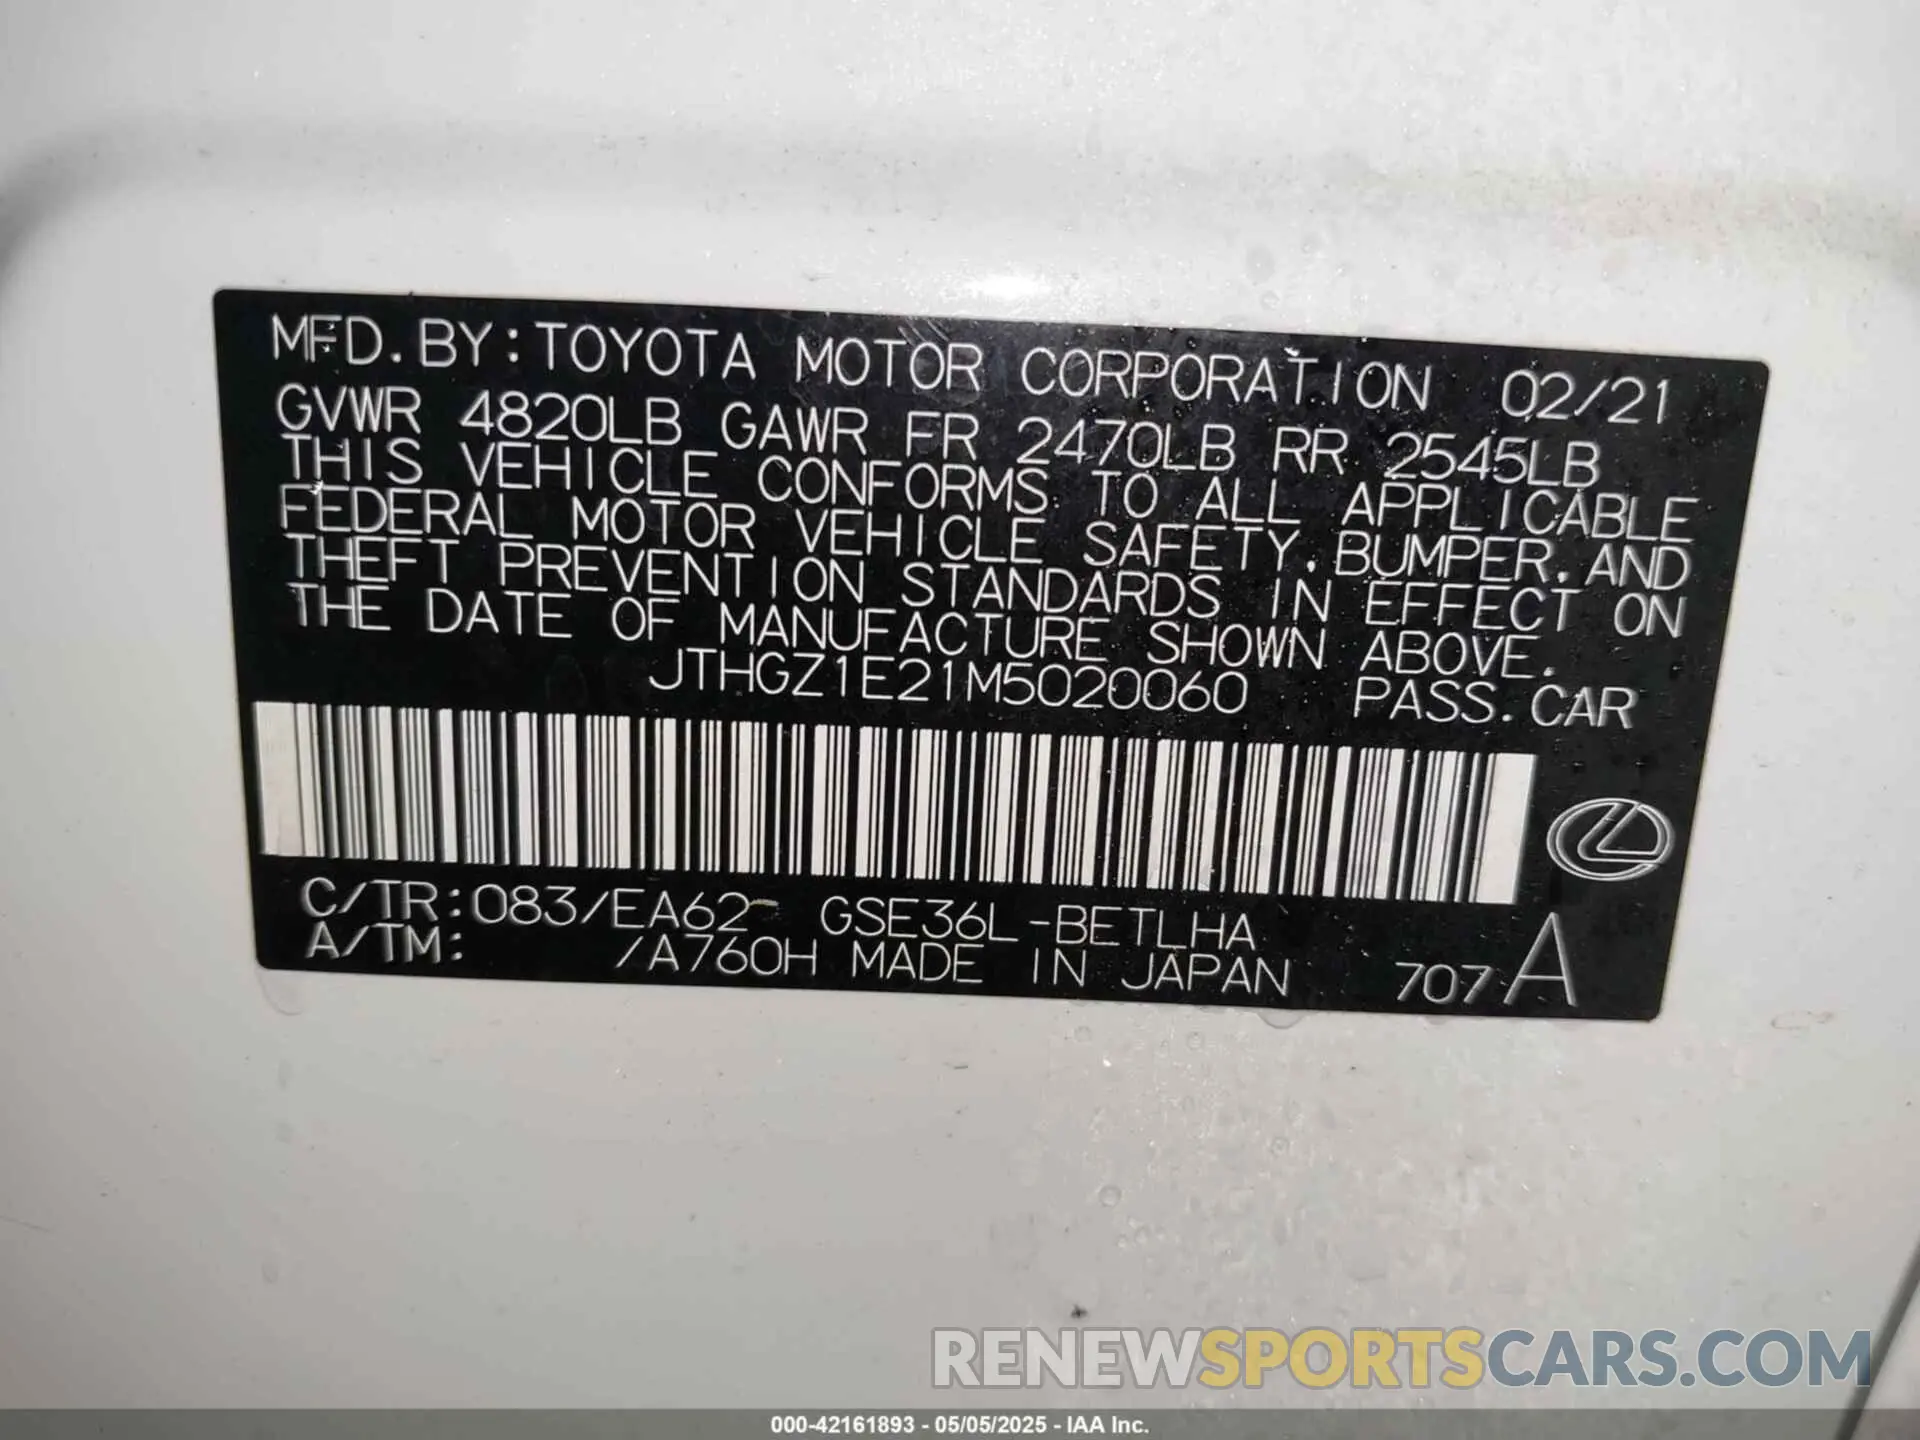 MFD. BY: TOYOTA MOTOR CORPORATION 02/21
GVWR 4820LB GAWR FR 2470LB RR 2545LB
THIS VEHICLE CONFORMS TO ALL APPLICABLE
FEDERAL MOTOR VEHICLE SAFETY, BUMPER, AND
THEFT PREVENTION STANDARDS IN EFFECT ON
THE DATE OF MANUFACTURE SHOWN ABOVE.
JTHGZ1E21M5020060 PASS. CAR
C/TR: 083/EA62 GSE36L-BETLHA
A/TM: /A760H MADE IN JAPAN 707 A
RENEWSPORTSCARS.COM
000-42161893 - 05/05/2025 - IAA Inc.